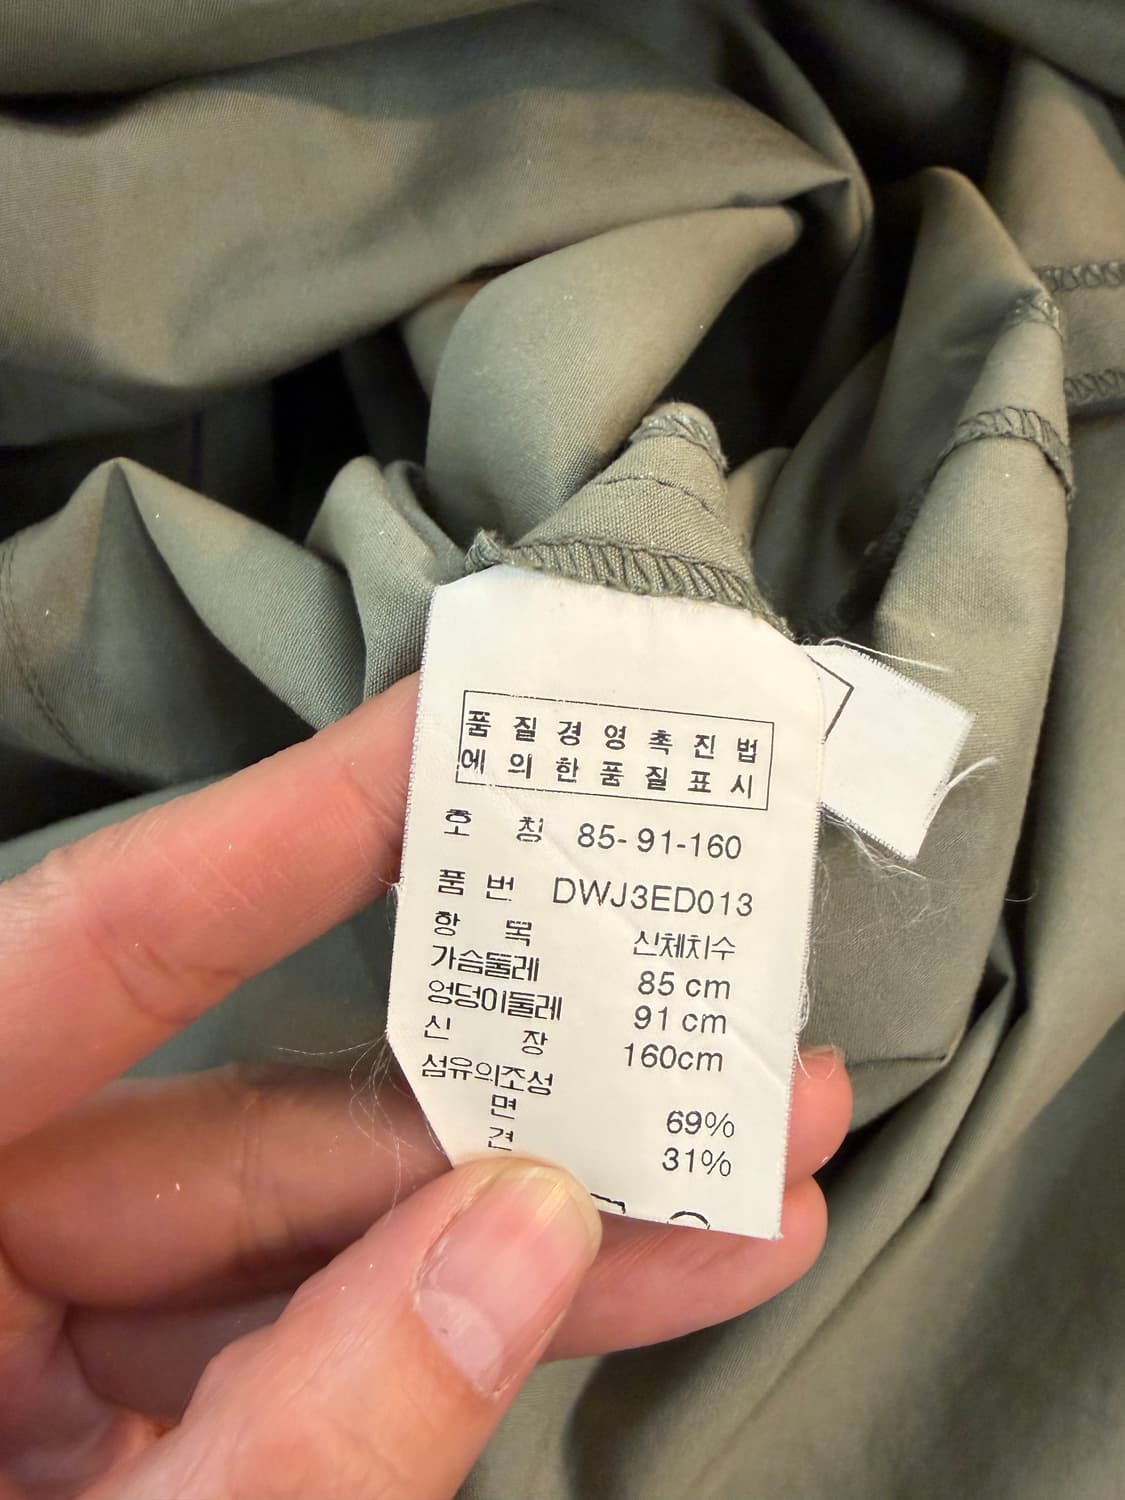 품질경영촉진법
에의한품질표시
호 칭 85-91-160
품 번 DWJ3ED013
항 목 신체치수
가슴둘레 85 cm
엉덩이둘레 91 cm
신 장 160cm
섬유의조성
면 69%
견 31%